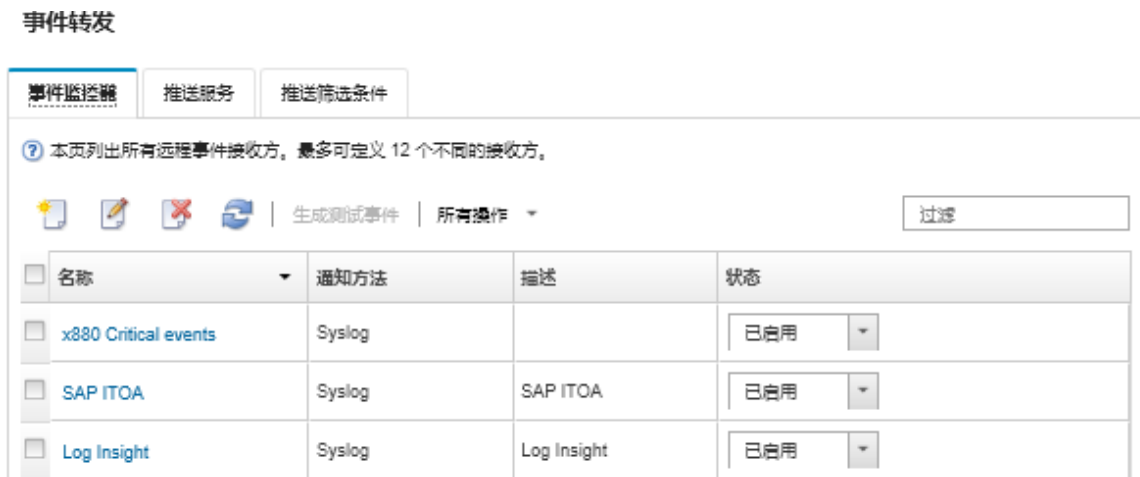 事件转发
事件监控器 推送服务 推送筛选条件
本页列出所有远程事件接收方。最多可定义 12 个不同的接收方。
生成测试事件 所有操作 过滤
名称 通知方法 描述 状态
x880 Critical events Syslog 已启用
SAP ITOA Syslog SAP ITOA 已启用
Log Insight Syslog Log Insight 已启用